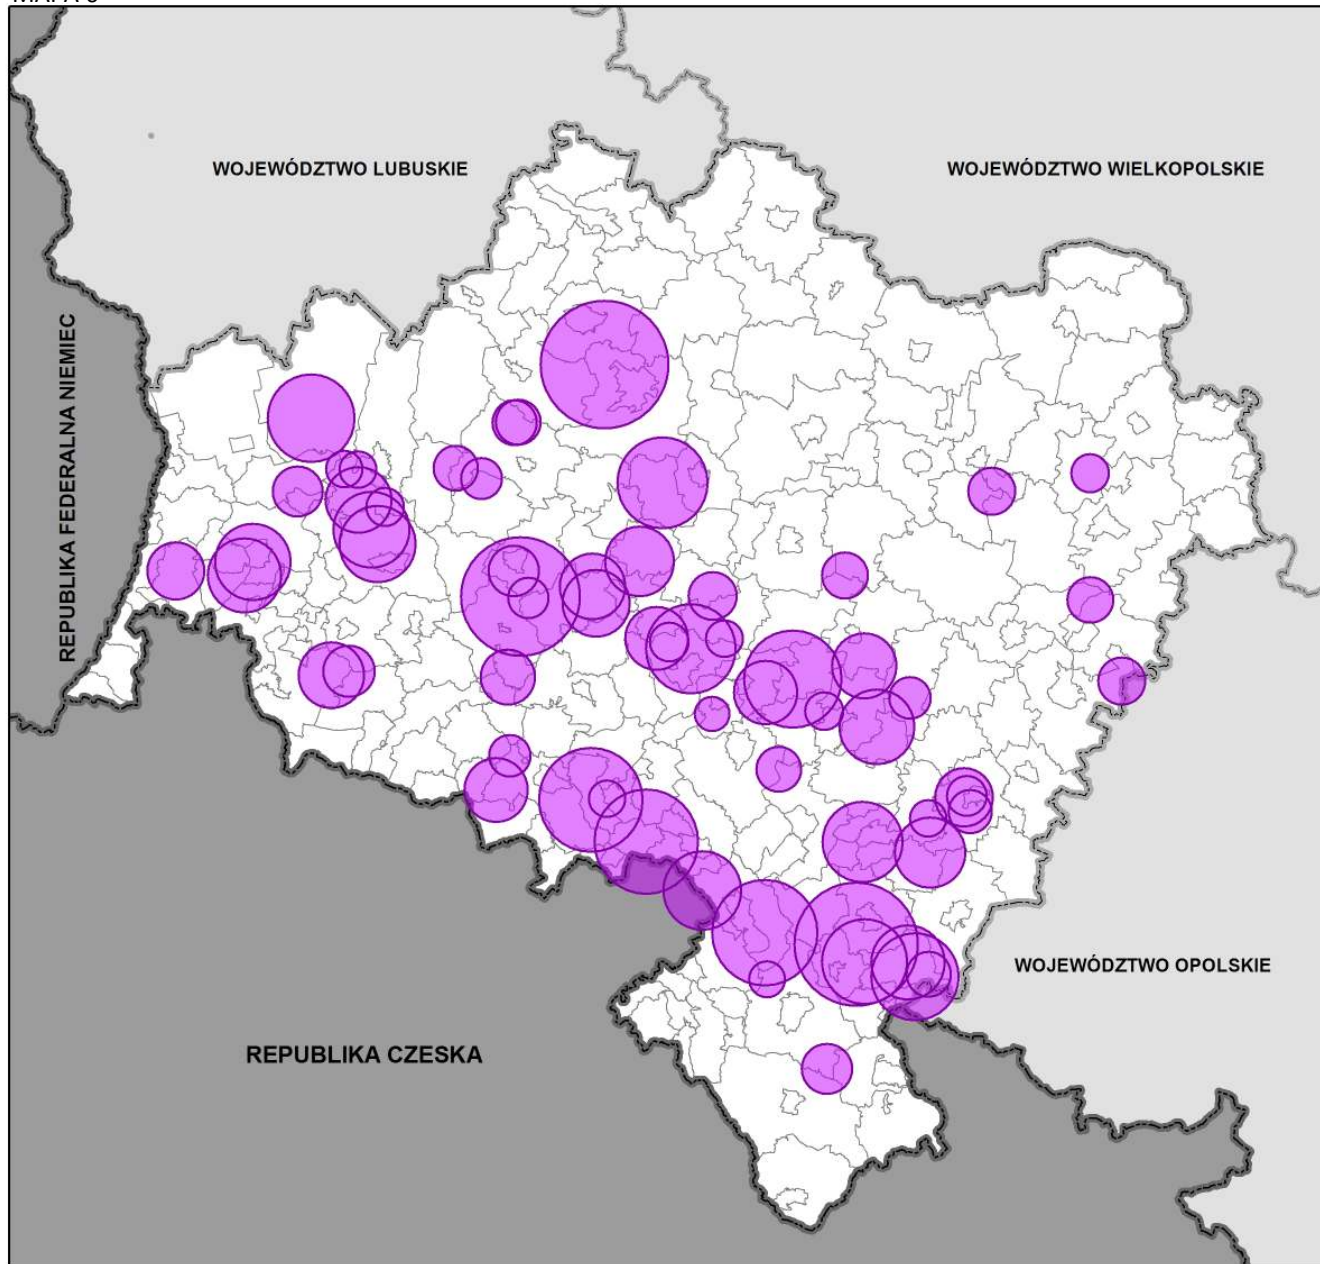 WOJEWÓDZTWO LUBUSKIE
WOJEWÓDZTWO WIELKOPOLSKIE
REPUBLIKA FEDERALNA NIEMIEC
WOJEWÓDZTWO OPOLSKIE
REPUBLIKA CZESKA